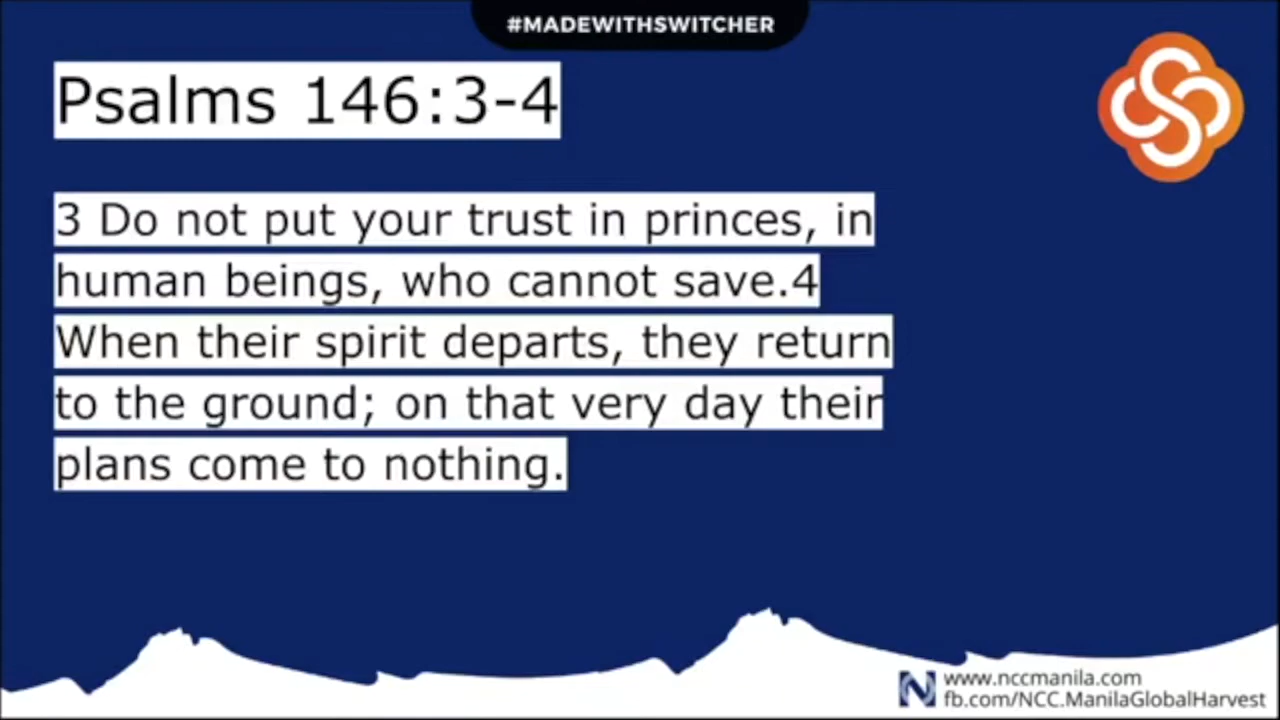 #MADEWITHSWITCHER
Psalms 146:3-4
3 Do not put your trust in princes, in
human beings, who cannot save.4
When their spirit departs, they return
to the ground; on that very day their
plans come to nothing.
www.nccmanila.com
fb.com/NCC.ManilaGlobalHarvest